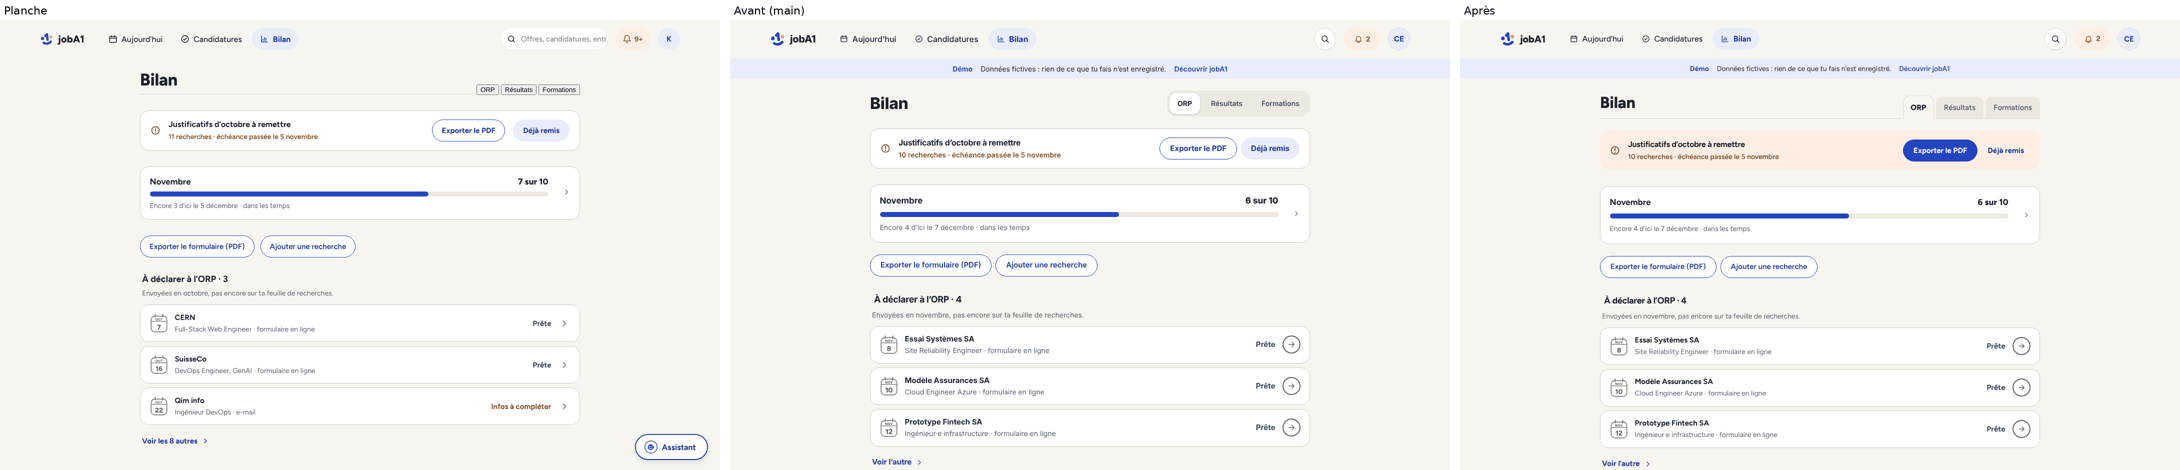 Planche
jobA1
Aujourd'hui
Candidatures
Bilan
Offres, candidatures, entr
9+
K
Bilan
ORP
Résultats
Formations
Justificatifs d'octobre à remettre
11 recherches · échéance passée le 5 novembre
Exporter le PDF
Déjà remis
Novembre
7 sur 10
Encore 3 d'ici le 5 décembre · dans les temps
Exporter le formulaire (PDF)
Ajouter une recherche
À déclarer à l'ORP · 3
Envoyées en octobre, pas encore sur ta feuille de recherches.
OCT
7
CERN
Full-Stack Web Engineer · formulaire en ligne
Prête
OCT
16
SuisseCo
DevOps Engineer, GenAI · formulaire en ligne
Prête
OCT
22
Qim info
Ingénieur DevOps · e-mail
Infos à compléter
Voir les 8 autres
Assistant
Avant (main)
jobA1
Aujourd'hui
Candidatures
Bilan
2
CE
Démo Données fictives : rien de ce que tu fais n'est enregistré. Découvrir jobA1
Bilan
ORP
Résultats
Formations
Justificatifs d'octobre à remettre
10 recherches · échéance passée le 5 novembre
Exporter le PDF
Déjà remis
Novembre
6 sur 10
Encore 4 d'ici le 7 décembre · dans les temps
Exporter le formulaire (PDF)
Ajouter une recherche
À déclarer à l'ORP · 4
Envoyées en novembre, pas encore sur ta feuille de recherches.
NOV
8
Essai Systèmes SA
Site Reliability Engineer · formulaire en ligne
Prête
NOV
10
Modèle Assurances SA
Cloud Engineer Azure · formulaire en ligne
Prête
NOV
12
Prototype Fintech SA
Ingénieur·e infrastructure · formulaire en ligne
Prête
Voir l'autre
Après
jobA1
Aujourd'hui
Candidatures
Bilan
2
CE
Démo Données fictives : rien de ce que tu fais n'est enregistré. Découvrir jobA1
Bilan
ORP
Résultats
Formations
Justificatifs d'octobre à remettre
10 recherches · échéance passée le 5 novembre
Exporter le PDF
Déjà remis
Novembre
6 sur 10
Encore 4 d'ici le 7 décembre · dans les temps
Exporter le formulaire (PDF)
Ajouter une recherche
À déclarer à l'ORP · 4
Envoyées en novembre, pas encore sur ta feuille de recherches.
NOV
8
Essai Systèmes SA
Site Reliability Engineer · formulaire en ligne
Prête
NOV
10
Modèle Assurances SA
Cloud Engineer Azure · formulaire en ligne
Prête
NOV
12
Prototype Fintech SA
Ingénieur·e infrastructure · formulaire en ligne
Prête
Voir l'autre